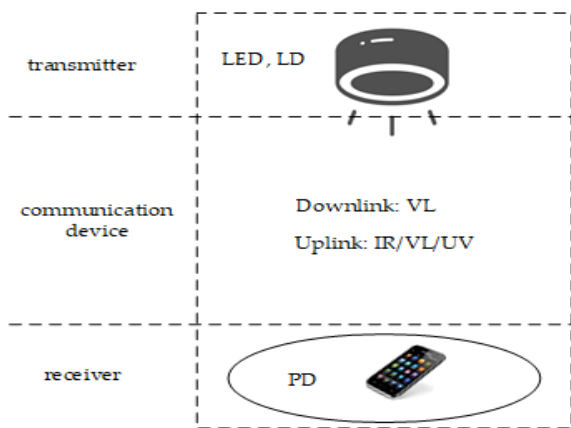 transmitter
LED, LD
communication
device
Downlink: VL
Uplink: IR/VL/UV
receiver
PD